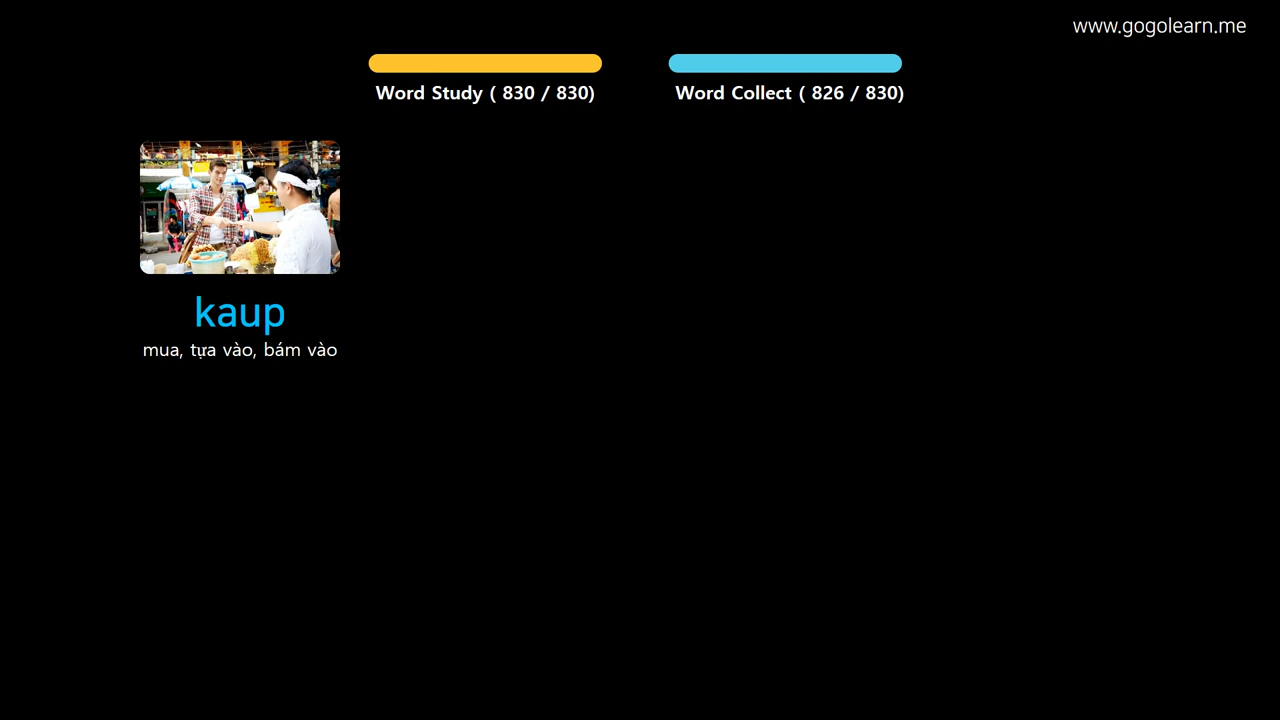 www.gogolearn.me
Word Study ( 830 / 830)
Word Collect ( 826 / 830)
kaup
mua, tựa vào, bám vào